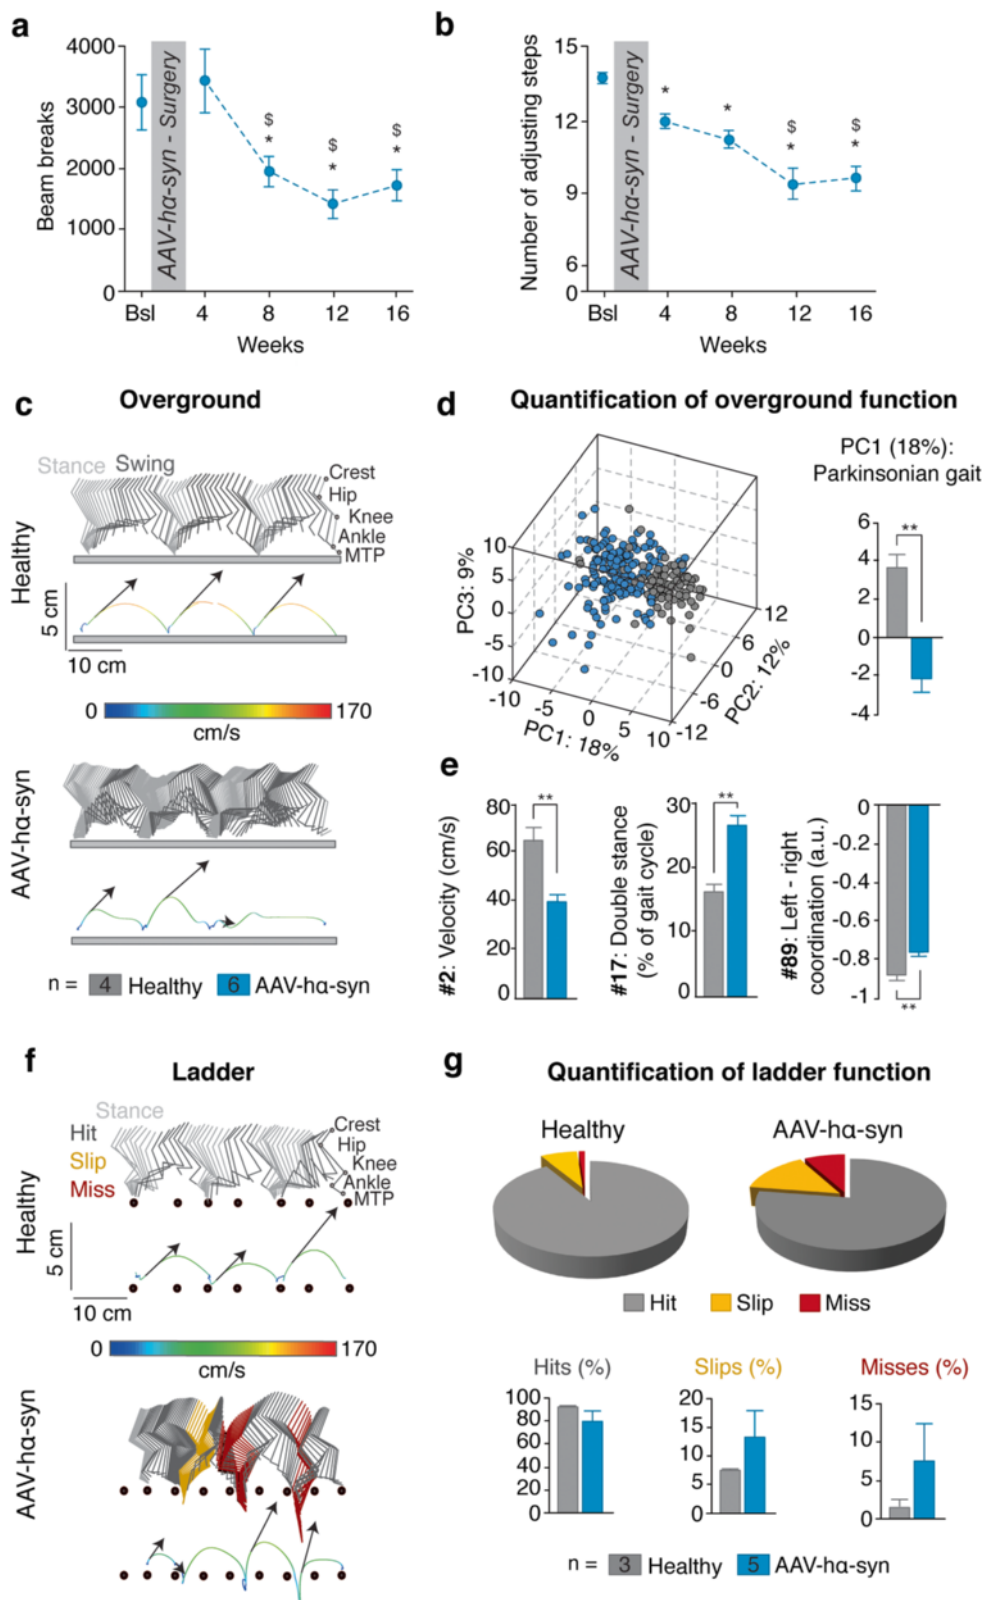 a
4000
3000
2000
1000
0
Beam breaks
AAV-hα-syn - Surgery
$
*
$
*
$
*
Bsl 4 8 12 16
Weeks
b
15
12
9
6
0
Number of adjusting steps
AAV-hα-syn - Surgery
*
*
$
*
$
*
Bsl 4 8 12 16
Weeks
c
Overground
Stance Swing
Crest
Hip
Knee
Ankle
MTP
Healthy
5 cm
10 cm
0 170
cm/s
AAV-hα-syn
n = 4 Healthy 6 AAV-hα-syn
d
Quantification of overground function
PC3: 9%
10
5
0
-5
-10
-10
-5
0
5
10
PC1: 18%
-12
-6
0
6
12
PC2: 12%
PC1 (18%):
Parkinsonian gait
6
4
2
0
-2
-4
**
e
#2: Velocity (cm/s)
80
60
40
20
0
**
#17: Double stance
(% of gait cycle)
30
20
10
0
**
#89: Left - right
coordination (a.u.)
0
-0.2
-0.4
-0.6
-0.8
-1
**
f
Ladder
Stance
Hit
Slip
Miss
Crest
Hip
Knee
Ankle
MTP
Healthy
5 cm
10 cm
0 170
cm/s
AAV-hα-syn
g
Quantification of ladder function
Healthy
AAV-hα-syn
Hit Slip Miss
Hits (%)
100
80
60
40
20
0
Slips (%)
20
15
10
5
0
Misses (%)
15
10
5
0
n = 3 Healthy 5 AAV-hα-syn